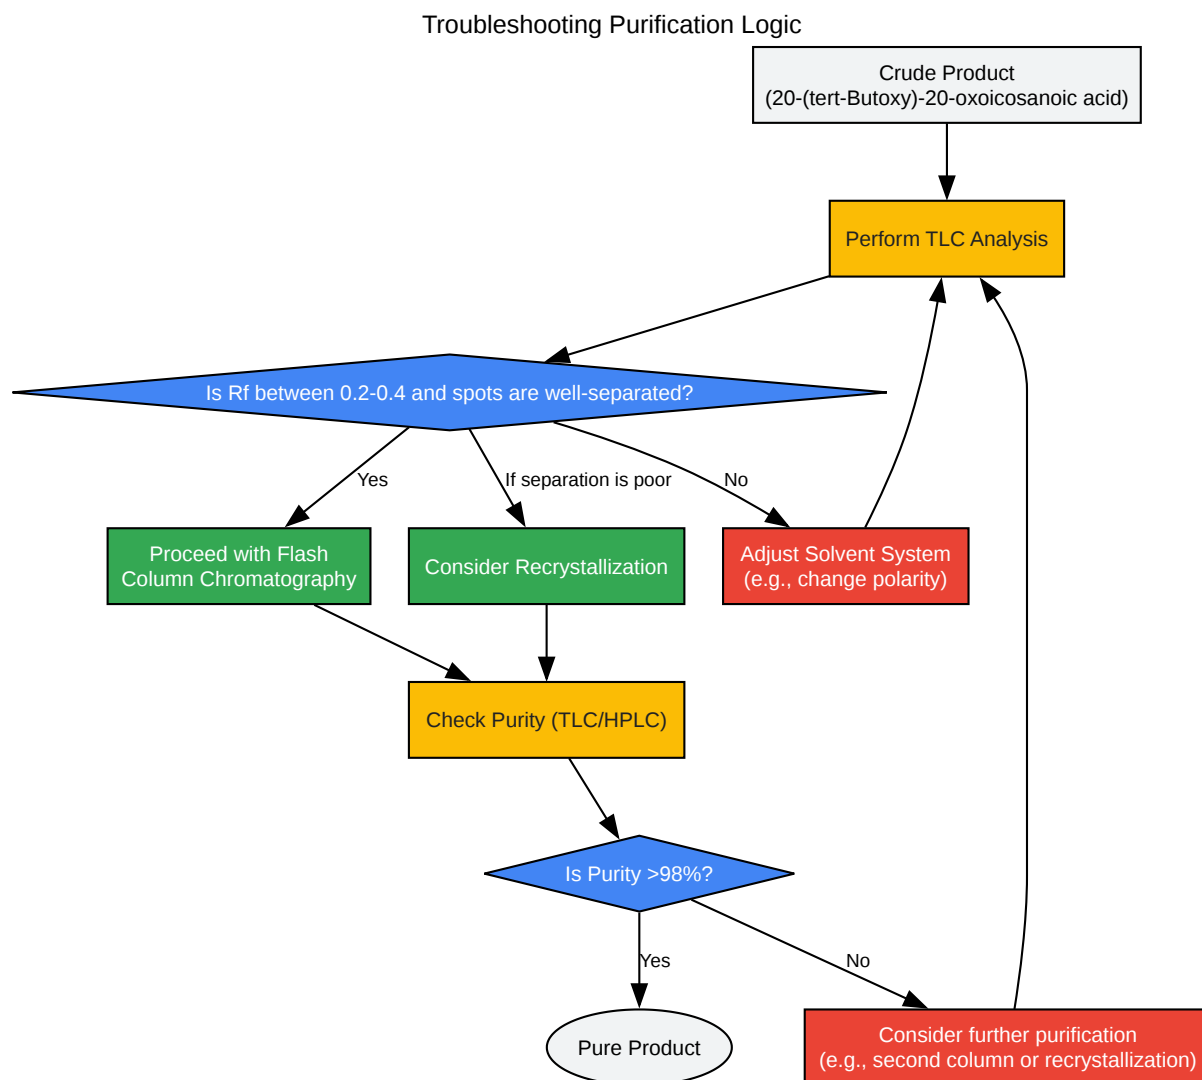 Troubleshooting Purification Logic
Crude Product
(20-(tert-Butoxy)-20-oxoicosanoic acid)
Perform TLC Analysis
Is Rf between 0.2-0.4 and spots are well-separated?
Yes
If separation is poor
No
Proceed with Flash
Column Chromatography
Consider Recrystallization
Adjust Solvent System
(e.g., change polarity)
Check Purity (TLC/HPLC)
Is Purity >98%?
Yes
No
Pure Product
Consider further purification
(e.g., second column or recrystallization)